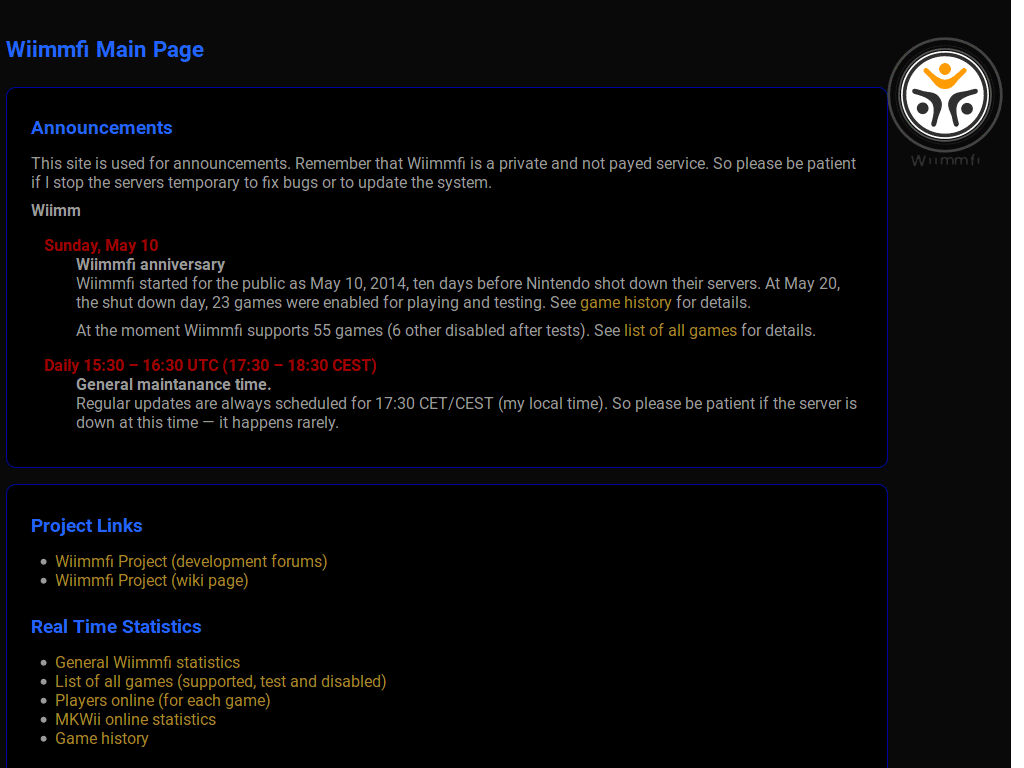 Wiimmfi Main Page
Wiimmfi
Announcements
This site is used for announcements. Remember that Wiimmfi is a private and not payed service. So please be patient
if I stop the servers temporary to fix bugs or to update the system.
Wiimm
Sunday, May 10
Wiimmfi anniversary
Wiimmfi started for the public as May 10, 2014, ten days before Nintendo shot down their servers. At May 20,
the shut down day, 23 games were enabled for playing and testing. See game history for details.
At the moment Wiimmfi supports 55 games (6 other disabled after tests). See list of all games for details.
Daily 15:30 – 16:30 UTC (17:30 – 18:30 CEST)
General maintanance time.
Regular updates are always scheduled for 17:30 CET/CEST (my local time). So please be patient if the server is
down at this time — it happens rarely.
Project Links
Wiimmfi Project (development forums)
Wiimmfi Project (wiki page)
Real Time Statistics
General Wiimmfi statistics
List of all games (supported, test and disabled)
Players online (for each game)
MKWii online statistics
Game history